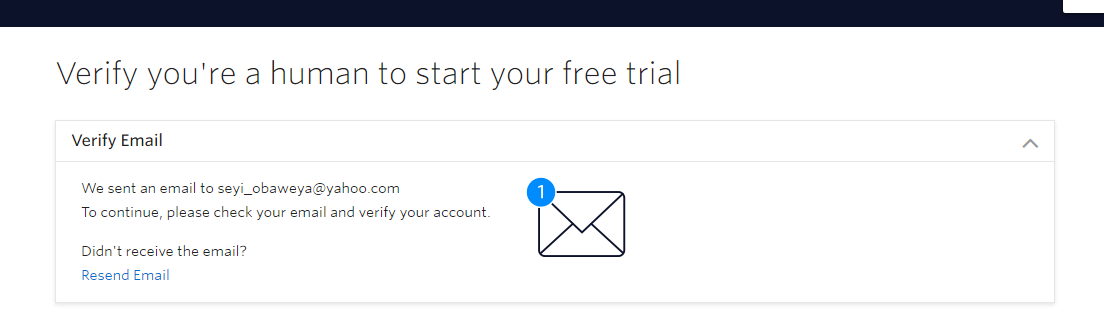 Verify you're a human to start your free trial
Verify Email
We sent an email to seyi_obaweya@yahoo.com
To continue, please check your email and verify your account.
1
Didn't receive the email?
Resend Email